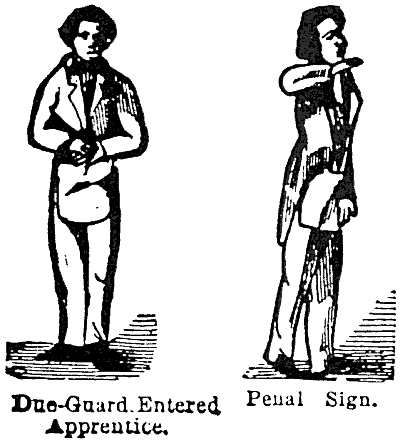 Due-Guard. Entered
Apprentice.
Penal Sign.